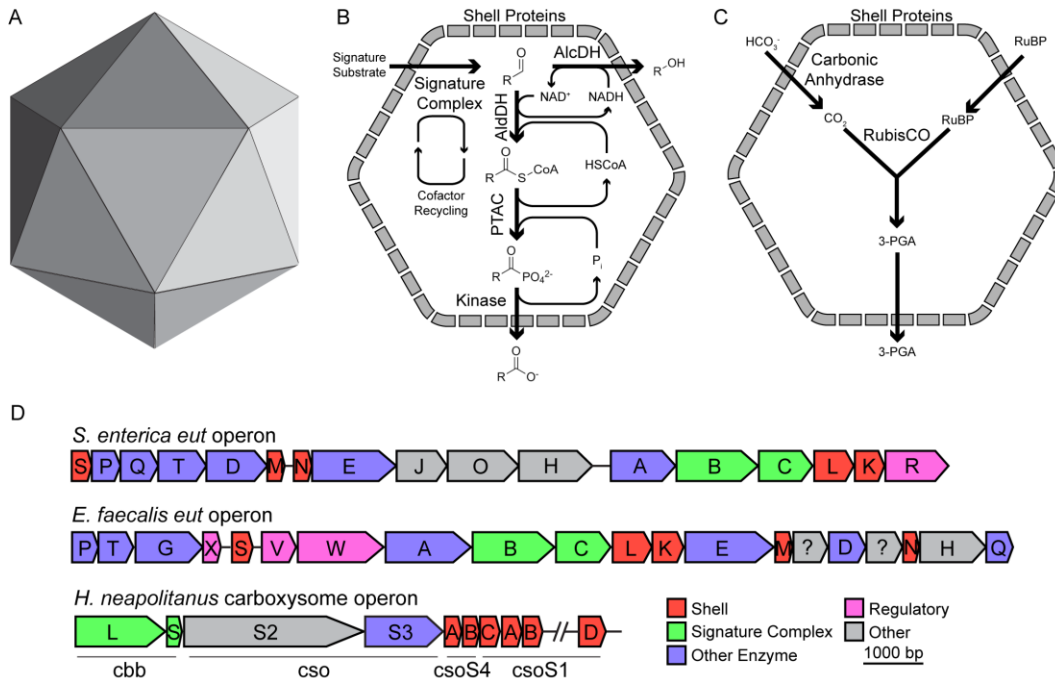 A
B
Shell Proteins
Signature
Substrate
Signature
Complex
Cofactor
Recycling
O
R
AlcDH
R OH
NAD⁺
NADH
AldDH
O
R S CoA
HSCoA
PTAC
O
R PO₄²⁻
Pᵢ
Kinase
O
R O⁻
C
Shell Proteins
HCO₃⁻
RuBP
Carbonic
Anhydrase
CO₂
RubisCO
RuBP
3-PGA
3-PGA
D
S. enterica eut operon
S P Q T D M N E J O H A B C L K R
E. faecalis eut operon
P T G X S V W A B C L K E M ? D ? N H Q
H. neapolitanus carboxysome operon
L S S2 S3 A B C A B // D
cbb cso csoS4 csoS1
Shell
Signature Complex
Other Enzyme
Regulatory
Other
1000 bp